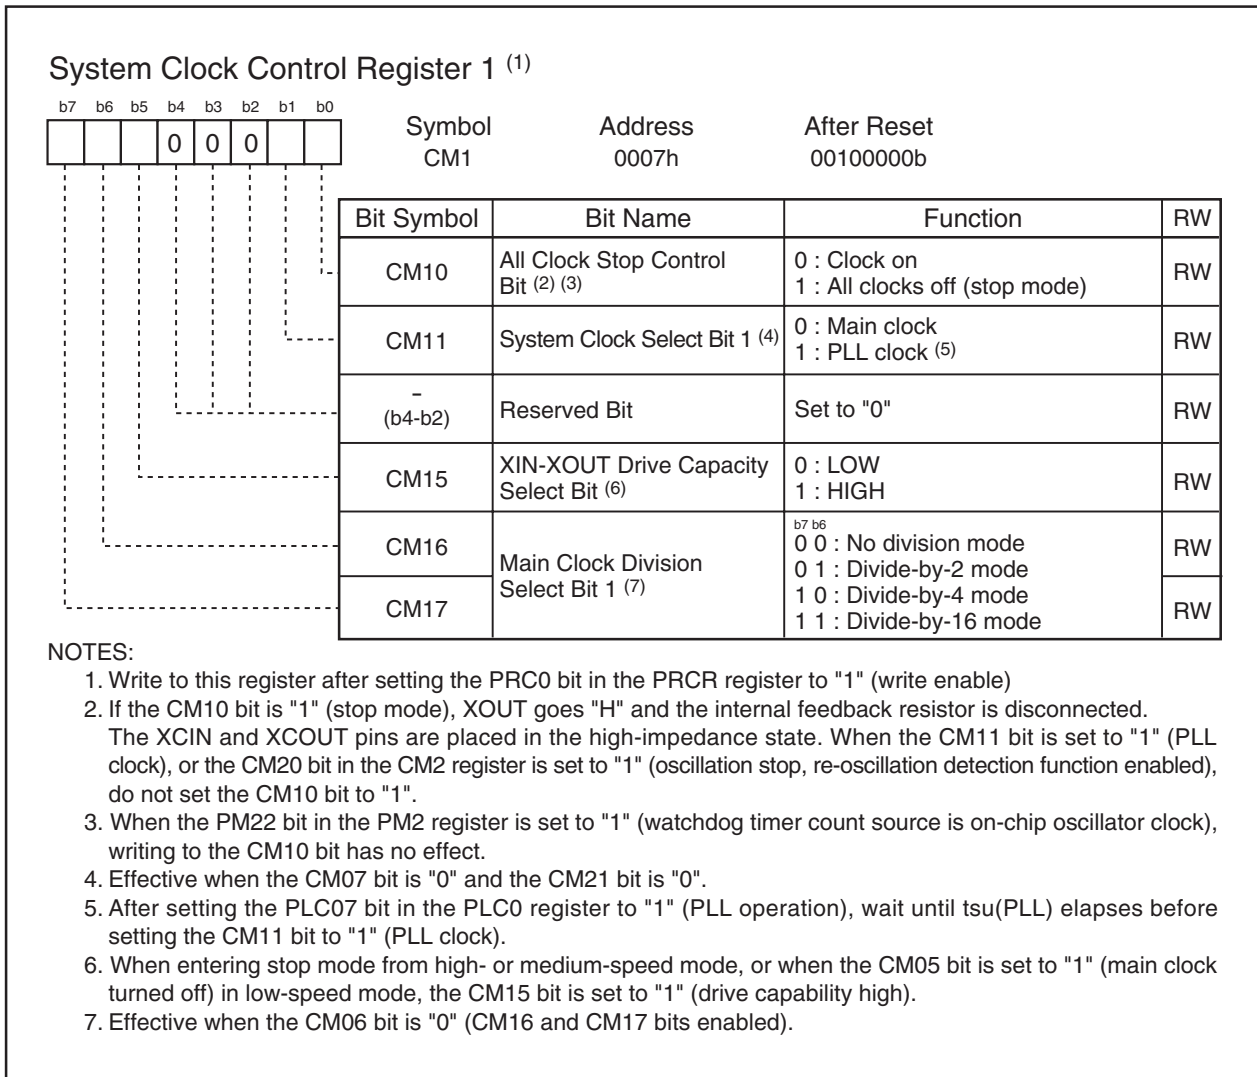 System Clock Control Register 1 (1)
b7 b6 b5 b4 b3 b2 b1 b0
0 0 0
Symbol Address After Reset
CM1 0007h 00100000b
Bit Symbol Bit Name Function RW
CM10 All Clock Stop Control Bit (2) (3) 0 : Clock on RW
1 : All clocks off (stop mode)
CM11 System Clock Select Bit 1 (4) 0 : Main clock RW
1 : PLL clock (5)
– (b4-b2) Reserved Bit Set to "0" RW
CM15 XIN-XOUT Drive Capacity Select Bit (6) 0 : LOW RW
1 : HIGH
CM16 Main Clock Division Select Bit 1 (7) b7 b6 RW
0 0 : No division mode
0 1 : Divide-by-2 mode
CM17 1 0 : Divide-by-4 mode RW
1 1 : Divide-by-16 mode
NOTES:
1. Write to this register after setting the PRC0 bit in the PRCR register to "1" (write enable)
2. If the CM10 bit is "1" (stop mode), XOUT goes "H" and the internal feedback resistor is disconnected.
The XCIN and XCOUT pins are placed in the high-impedance state. When the CM11 bit is set to "1" (PLL
clock), or the CM20 bit in the CM2 register is set to "1" (oscillation stop, re-oscillation detection function enabled),
do not set the CM10 bit to "1".
3. When the PM22 bit in the PM2 register is set to "1" (watchdog timer count source is on-chip oscillator clock),
writing to the CM10 bit has no effect.
4. Effective when the CM07 bit is "0" and the CM21 bit is "0".
5. After setting the PLC07 bit in the PLC0 register to "1" (PLL operation), wait until tsu(PLL) elapses before
setting the CM11 bit to "1" (PLL clock).
6. When entering stop mode from high- or medium-speed mode, or when the CM05 bit is set to "1" (main clock
turned off) in low-speed mode, the CM15 bit is set to "1" (drive capability high).
7. Effective when the CM06 bit is "0" (CM16 and CM17 bits enabled).